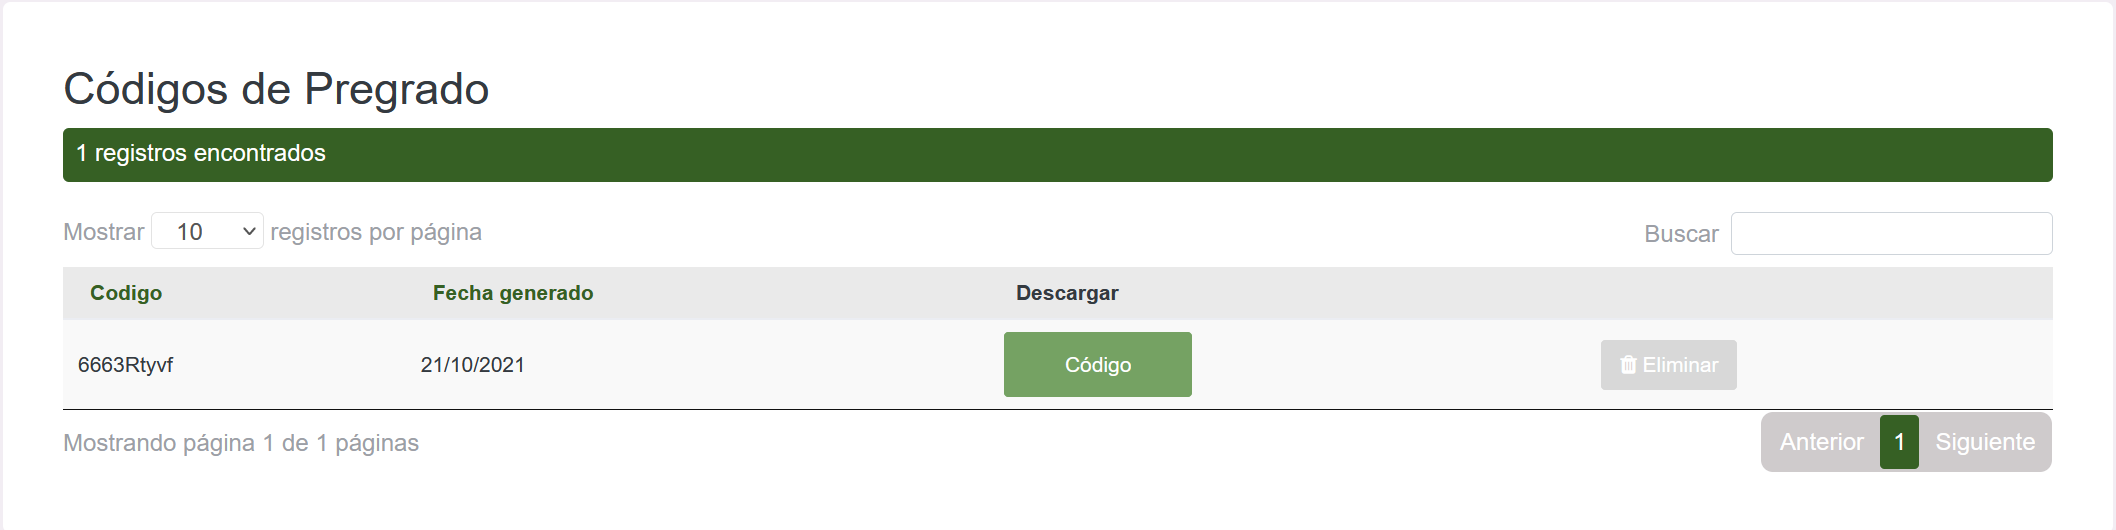 Códigos de Pregrado
1 registros encontrados
Mostrar 10 registros por página Buscar
Codigo Fecha generado Descargar
6663Rtyvf 21/10/2021 Código Eliminar
Mostrando página 1 de 1 páginas Anterior 1 Siguiente